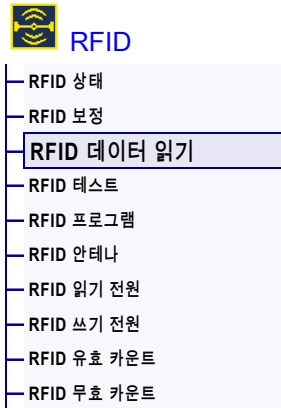 RFID
RFID 상태
RFID 보정
RFID 데이터 읽기
RFID 테스트
RFID 프로그램
RFID 안테나
RFID 읽기 전원
RFID 쓰기 전원
RFID 유효 카운트
RFID 무효 카운트